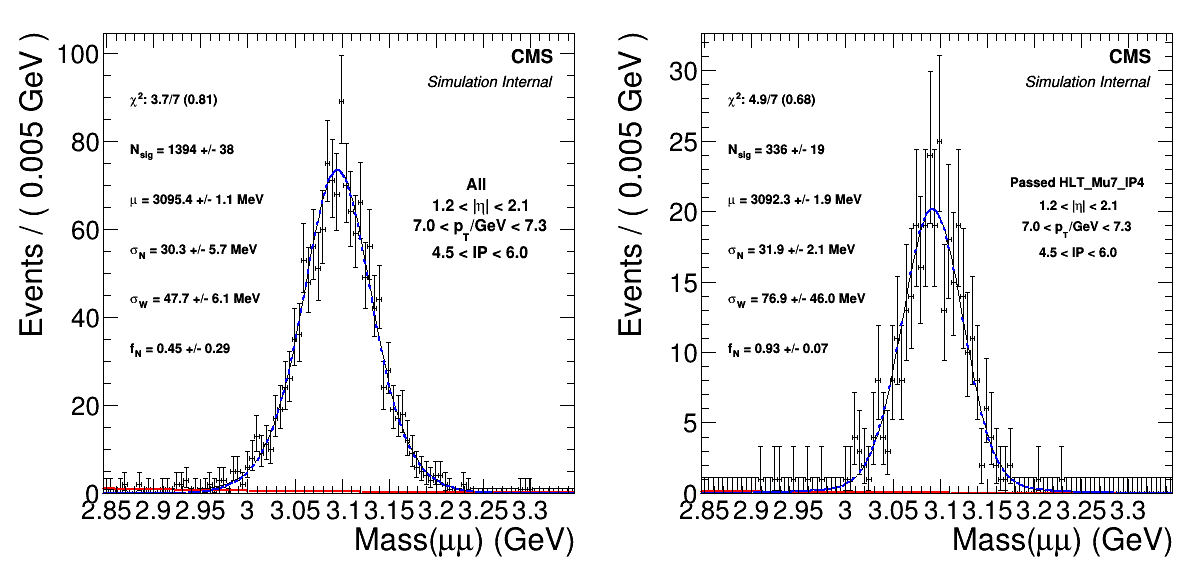 CMS
Simulation Internal
χ²: 3.7/7 (0.81)
N_sig = 1394 +/- 38
μ = 3095.4 +/- 1.1 MeV
σ_N = 30.3 +/- 5.7 MeV
σ_W = 47.7 +/- 6.1 MeV
f_N = 0.45 +/- 0.29
All
1.2 < |η| < 2.1
7.0 < p_T/GeV < 7.3
4.5 < IP < 6.0
Events / ( 0.005 GeV )
100
80
60
40
20
0
2.85 2.9 2.95 3 3.05 3.1 3.15 3.2 3.25 3.3
Mass(μμ) (GeV)
CMS
Simulation Internal
χ²: 4.9/7 (0.68)
N_sig = 336 +/- 19
μ = 3092.3 +/- 1.9 MeV
σ_N = 31.9 +/- 2.1 MeV
σ_W = 76.9 +/- 46.0 MeV
f_N = 0.93 +/- 0.07
Passed HLT_Mu7_IP4
1.2 < |η| < 2.1
7.0 < p_T/GeV < 7.3
4.5 < IP < 6.0
Events / ( 0.005 GeV )
30
25
20
15
10
5
0
2.85 2.9 2.95 3 3.05 3.1 3.15 3.2 3.25 3.3
Mass(μμ) (GeV)